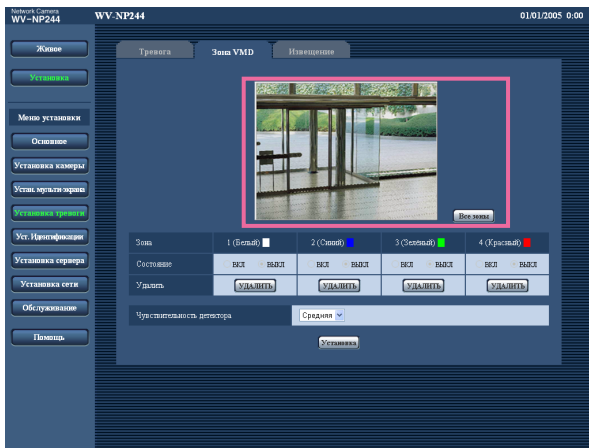 Network Camera
WV-NP244
WV-NP244
01/01/2005 0:00
Живое
Установка
Меню установки
Основное
Установка камеры
Устан. мульти-экрана
Установка тревоги
Уст. Идентификации
Установка сервера
Установка сети
Обслуживание
Помощь
Тревога
Зона VMD
Извещение
Все зоны
Зона 1 (Белый) 2 (Синий) 3 (Зелёный) 4 (Красный)
Состояние ВКЛ ВЫКЛ ВКЛ ВЫКЛ ВКЛ ВЫКЛ ВКЛ ВЫКЛ
Удалить УДАЛИТЬ УДАЛИТЬ УДАЛИТЬ УДАЛИТЬ
Чувствительность детектора Средняя
Установка